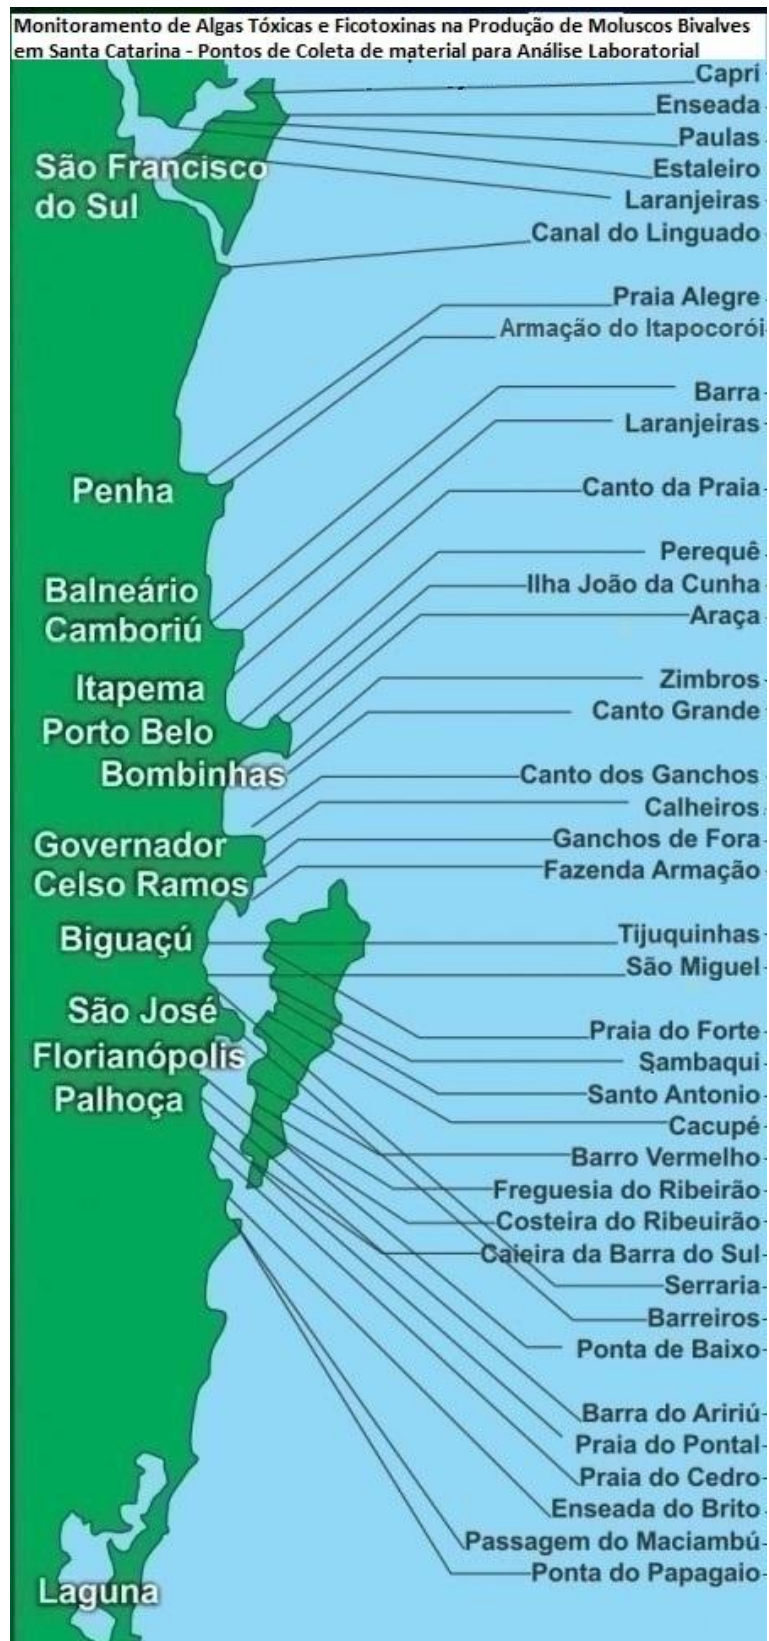 Monitoramento de Algas Tóxicas e Ficotoxinas na Produção de Moluscos Bivalves
em Santa Catarina - Pontos de Coleta de material para Análise Laboratorial
Capri
Enseada
Paulas
Estaleiro
São Francisco
do Sul
Laranjeiras
Canal do Linguado
Praia Alegre
Armação do Itapocorói
Barra
Laranjeiras
Penha
Canto da Praia
Perequê
Balneário
Camboriú
Ilha João da Cunha
Araça
Itapema
Zimbros
Porto Belo
Canto Grande
Bombinhas
Canto dos Ganchos
Calheiros
Governador
Celso Ramos
Ganchos de Fora
Fazenda Armação
Biguaçú
Tijuquinhas
São Miguel
São José
Praia do Forte
Florianópolis
Sambaqui
Palhoça
Santo Antonio
Cacupé
Barro Vermelho
Freguesia do Ribeirão
Costeira do Ribeuirão
Caieira da Barra do Sul
Serraria
Barreiros
Ponta de Baixo
Barra do Aririú
Praia do Pontal
Praia do Cedro
Enseada do Brito
Passagem do Maciambú
Ponta do Papagaio
Laguna